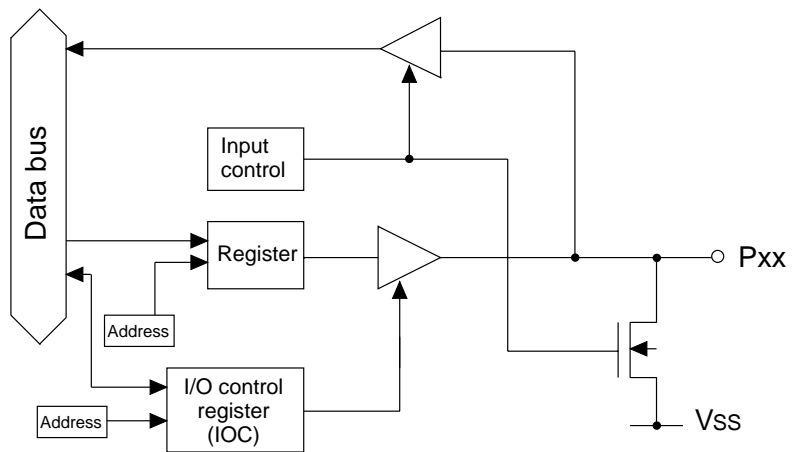 Data bus
Input
control
Register
Pxx
Address
I/O control
register
(IOC)
Address
VSS